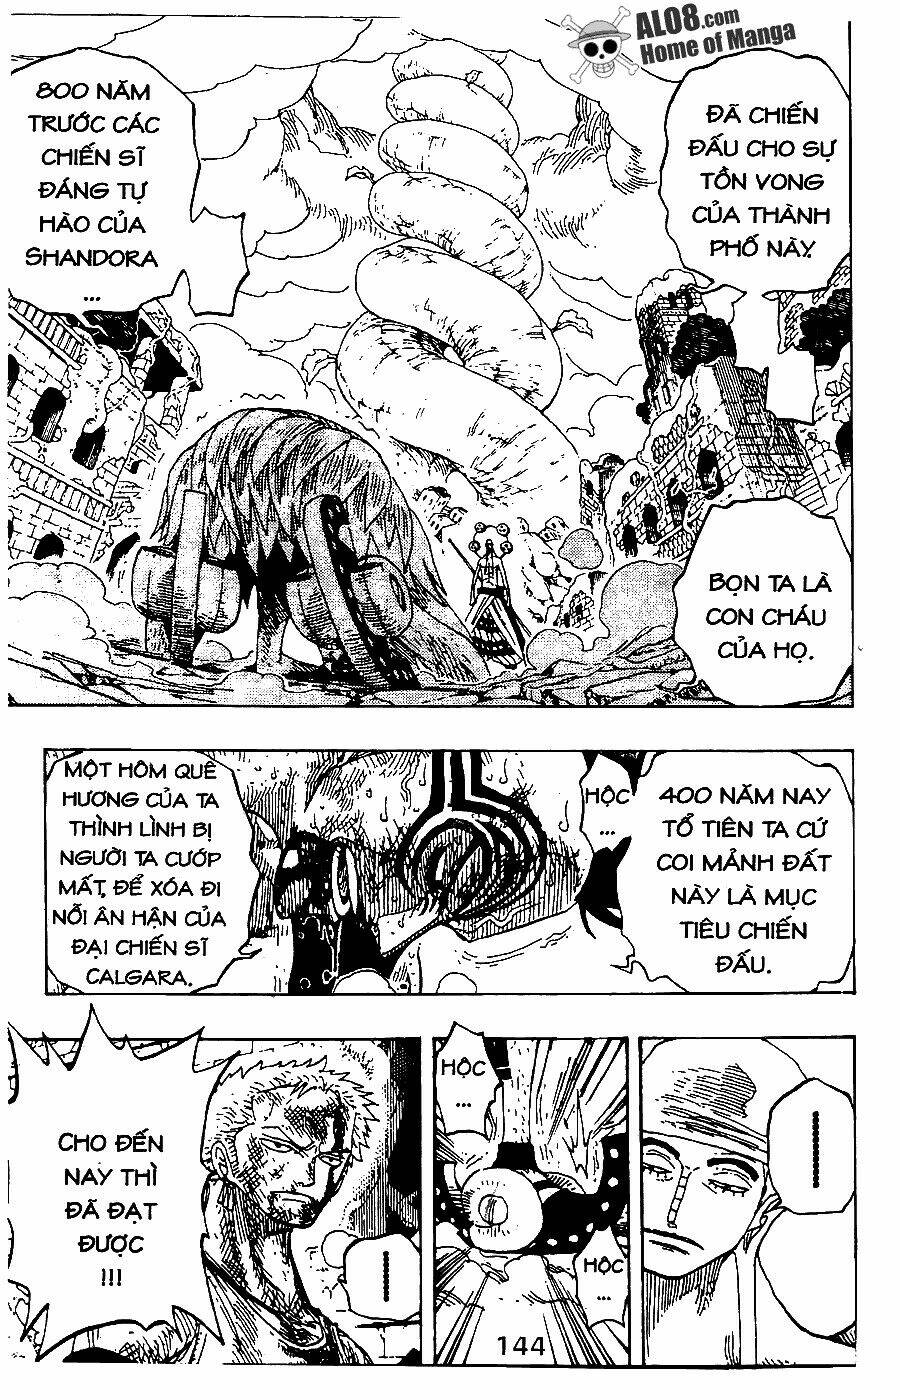 AL08.com
Home of Manga
800 NĂM
TRƯỚC CÁC
CHIẾN SĨ
ĐÁNG TỰ
HÀO CỦA
SHANDORA
...
ĐÃ CHIẾN
ĐẤU CHO SỰ
TỒN VONG
CỦA THÀNH
PHỐ NÀY.
BỌN TA LÀ
CON CHÁU
CỦA HỌ.
MỘT HÔM QUÊ
HƯƠNG CỦA TA
THÌNH LÌNH BỊ
NGƯỜI TA CƯỚP
MẤT, ĐỂ XÓA ĐI
NỖI ÂN HẬN CỦA
ĐẠI CHIẾN SĨ
CALGARA.
HỘC
...
400 NĂM NAY
TỔ TIÊN TA CỨ
COI MẢNH ĐẤT
NÀY LÀ MỤC
TIÊU CHIẾN
ĐẤU.
CHO ĐẾN
NAY THÌ
ĐÃ ĐẠT
ĐƯỢC
!!!
HỘC
...
HỘC
...
144